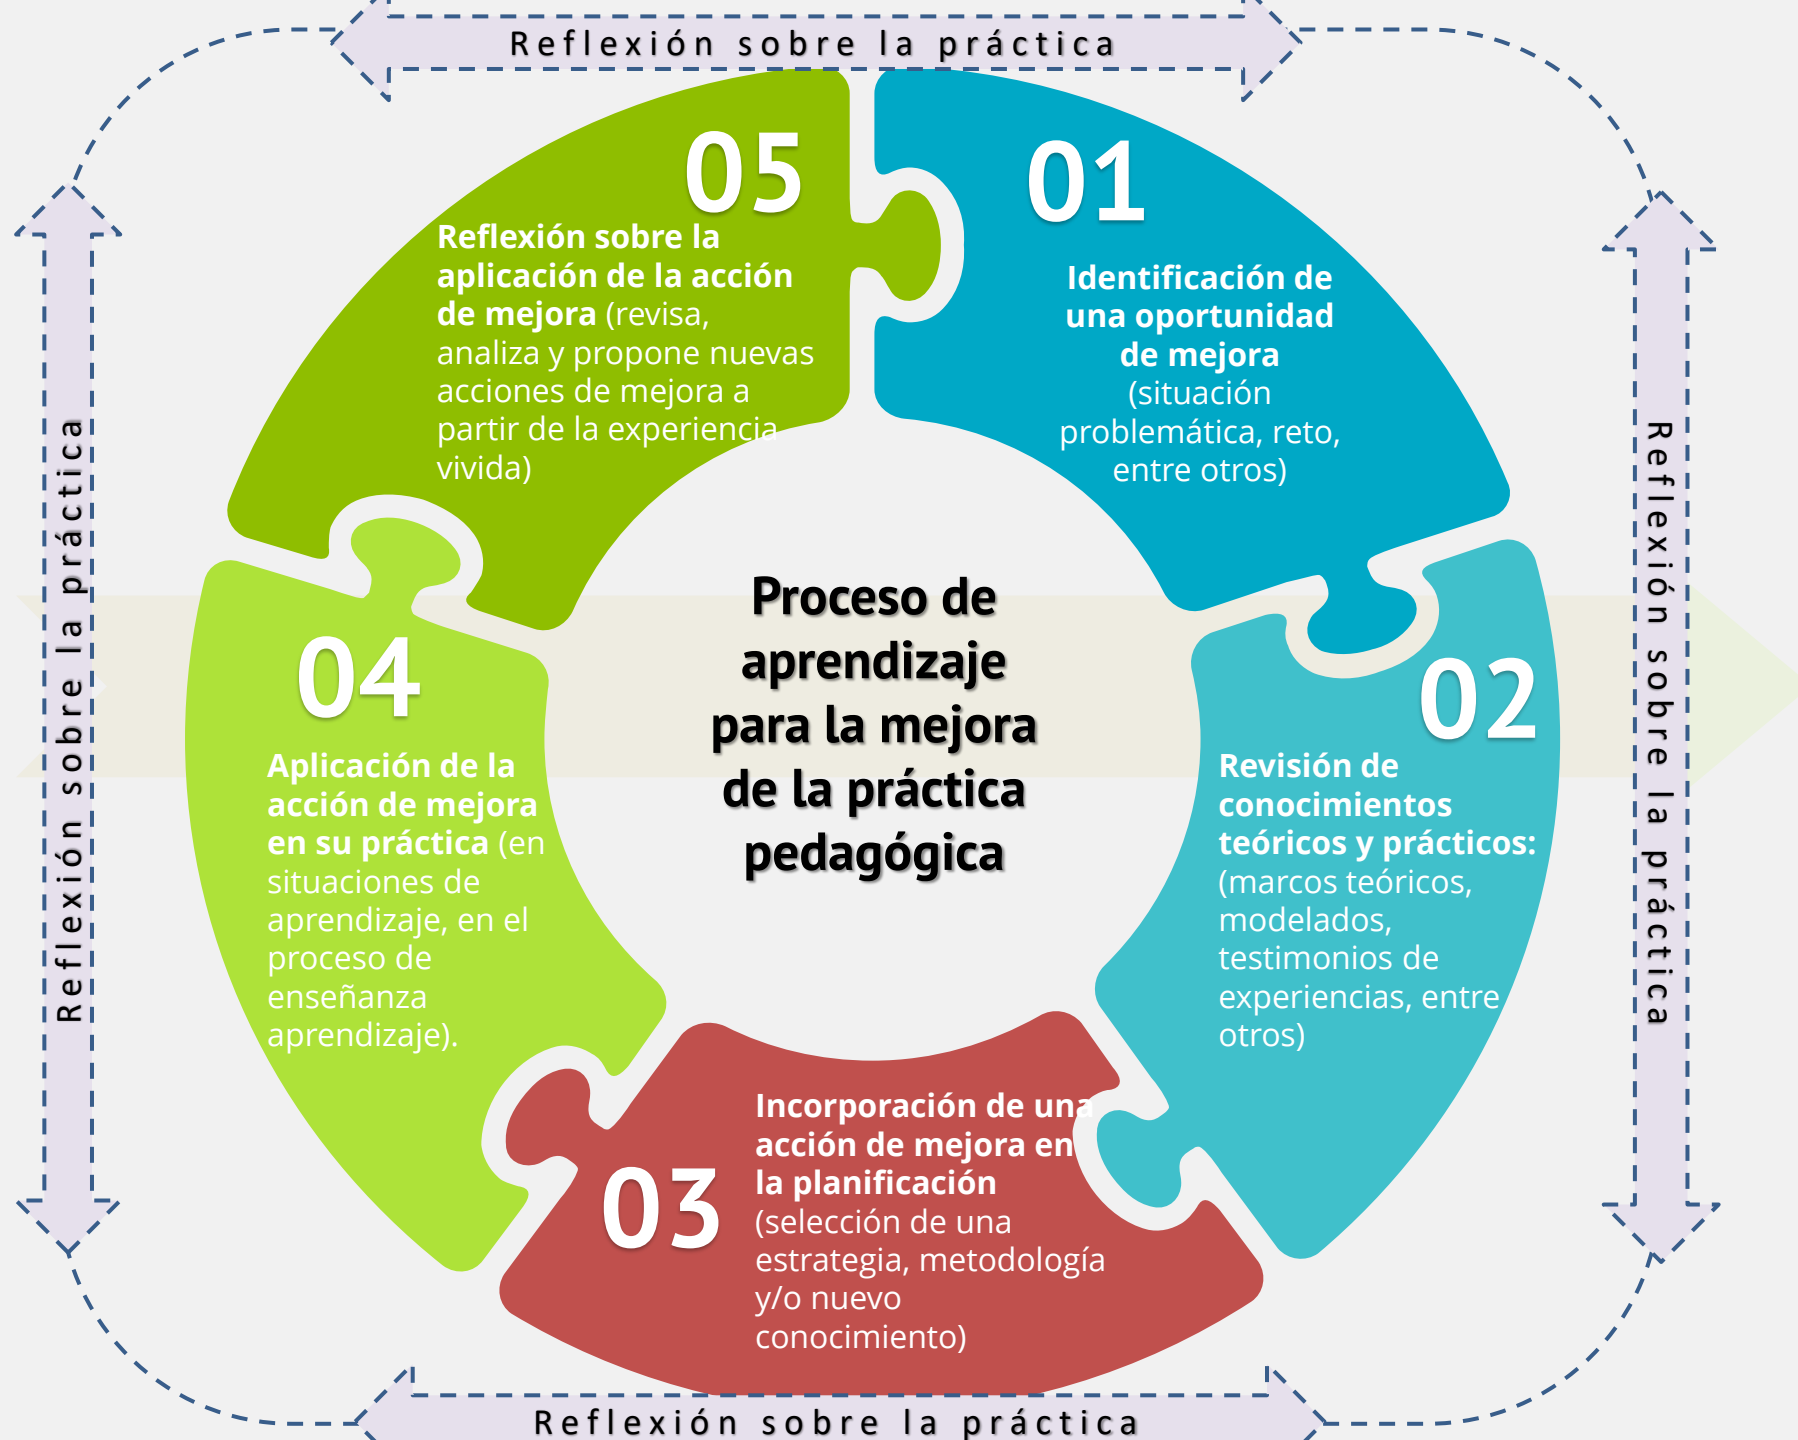 Reflexión sobre la práctica
05
Reflexión sobre la
aplicación de la acción
de mejora (revisa,
analiza y propone nuevas
acciones de mejora a
partir de la experiencia
vivida)
01
Identificación de
una oportunidad
de mejora
(situación
problemática, reto,
entre otros)
Reflexión sobre la práctica
Reflexión sobre la práctica
Proceso de
aprendizaje
para la mejora
de la práctica
pedagógica
04
Aplicación de la
acción de mejora
en su práctica (en
situaciones de
aprendizaje, en el
proceso de
enseñanza
aprendizaje).
02
Revisión de
conocimientos
teóricos y prácticos:
(marcos teóricos,
modelados,
testimonios de
experiencias, entre
otros)
03
Incorporación de una
acción de mejora en
la planificación
(selección de una
estrategia, metodología
y/o nuevo
conocimiento)
Reflexión sobre la práctica